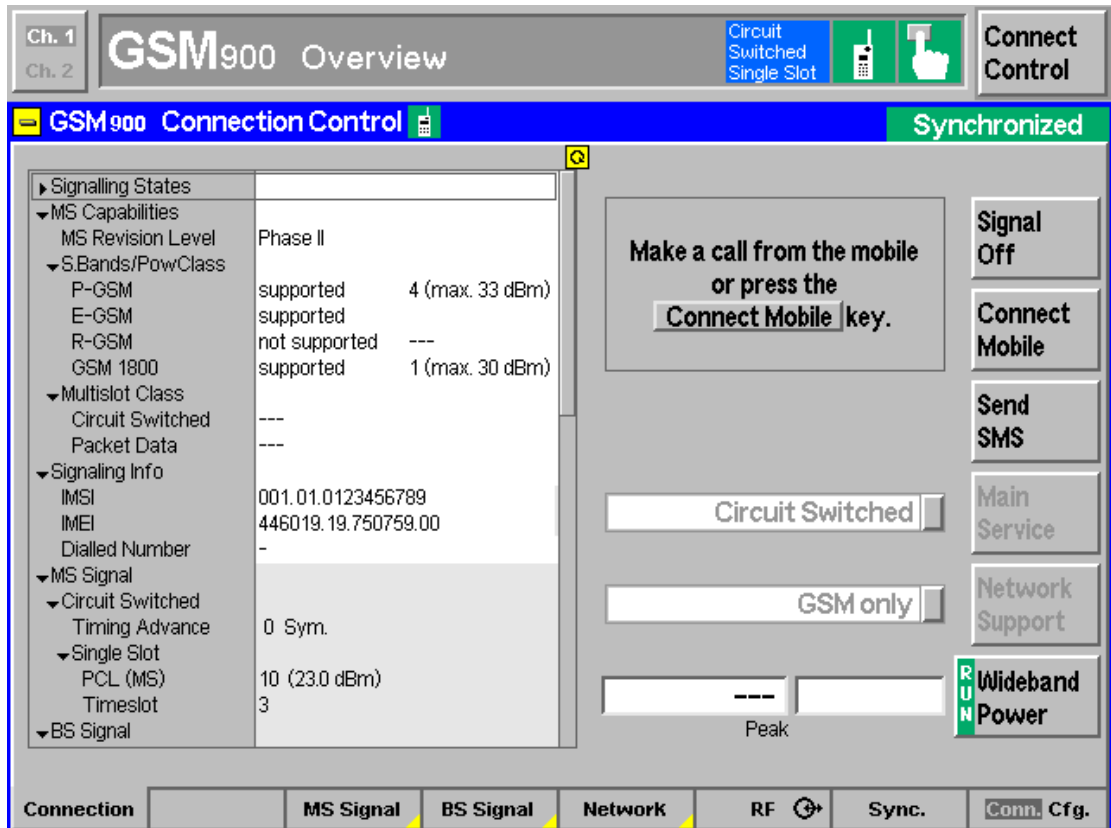 Ch. 1
Ch. 2
GSM900 Overview
Circuit
Switched
Single Slot
Connect
Control
GSM900 Connection Control
Synchronized
Signalling States
MS Capabilities
MS Revision Level Phase II
S.Bands/PowClass
P-GSM supported 4 (max. 33 dBm)
E-GSM supported
R-GSM not supported ---
GSM 1800 supported 1 (max. 30 dBm)
Multislot Class
Circuit Switched ---
Packet Data ---
Signaling Info
IMSI 001.01.0123456789
IMEI 446019.19.750759.00
Dialled Number -
MS Signal
Circuit Switched
Timing Advance 0 Sym.
Single Slot
PCL (MS) 10 (23.0 dBm)
Timeslot 3
BS Signal
Make a call from the mobile
or press the
Connect Mobile key.
Circuit Switched
GSM only
---
Peak
Signal
Off
Connect
Mobile
Send
SMS
Main
Service
Network
Support
RUN
Wideband
Power
Connection MS Signal BS Signal Network RF Sync. Conn. Cfg.